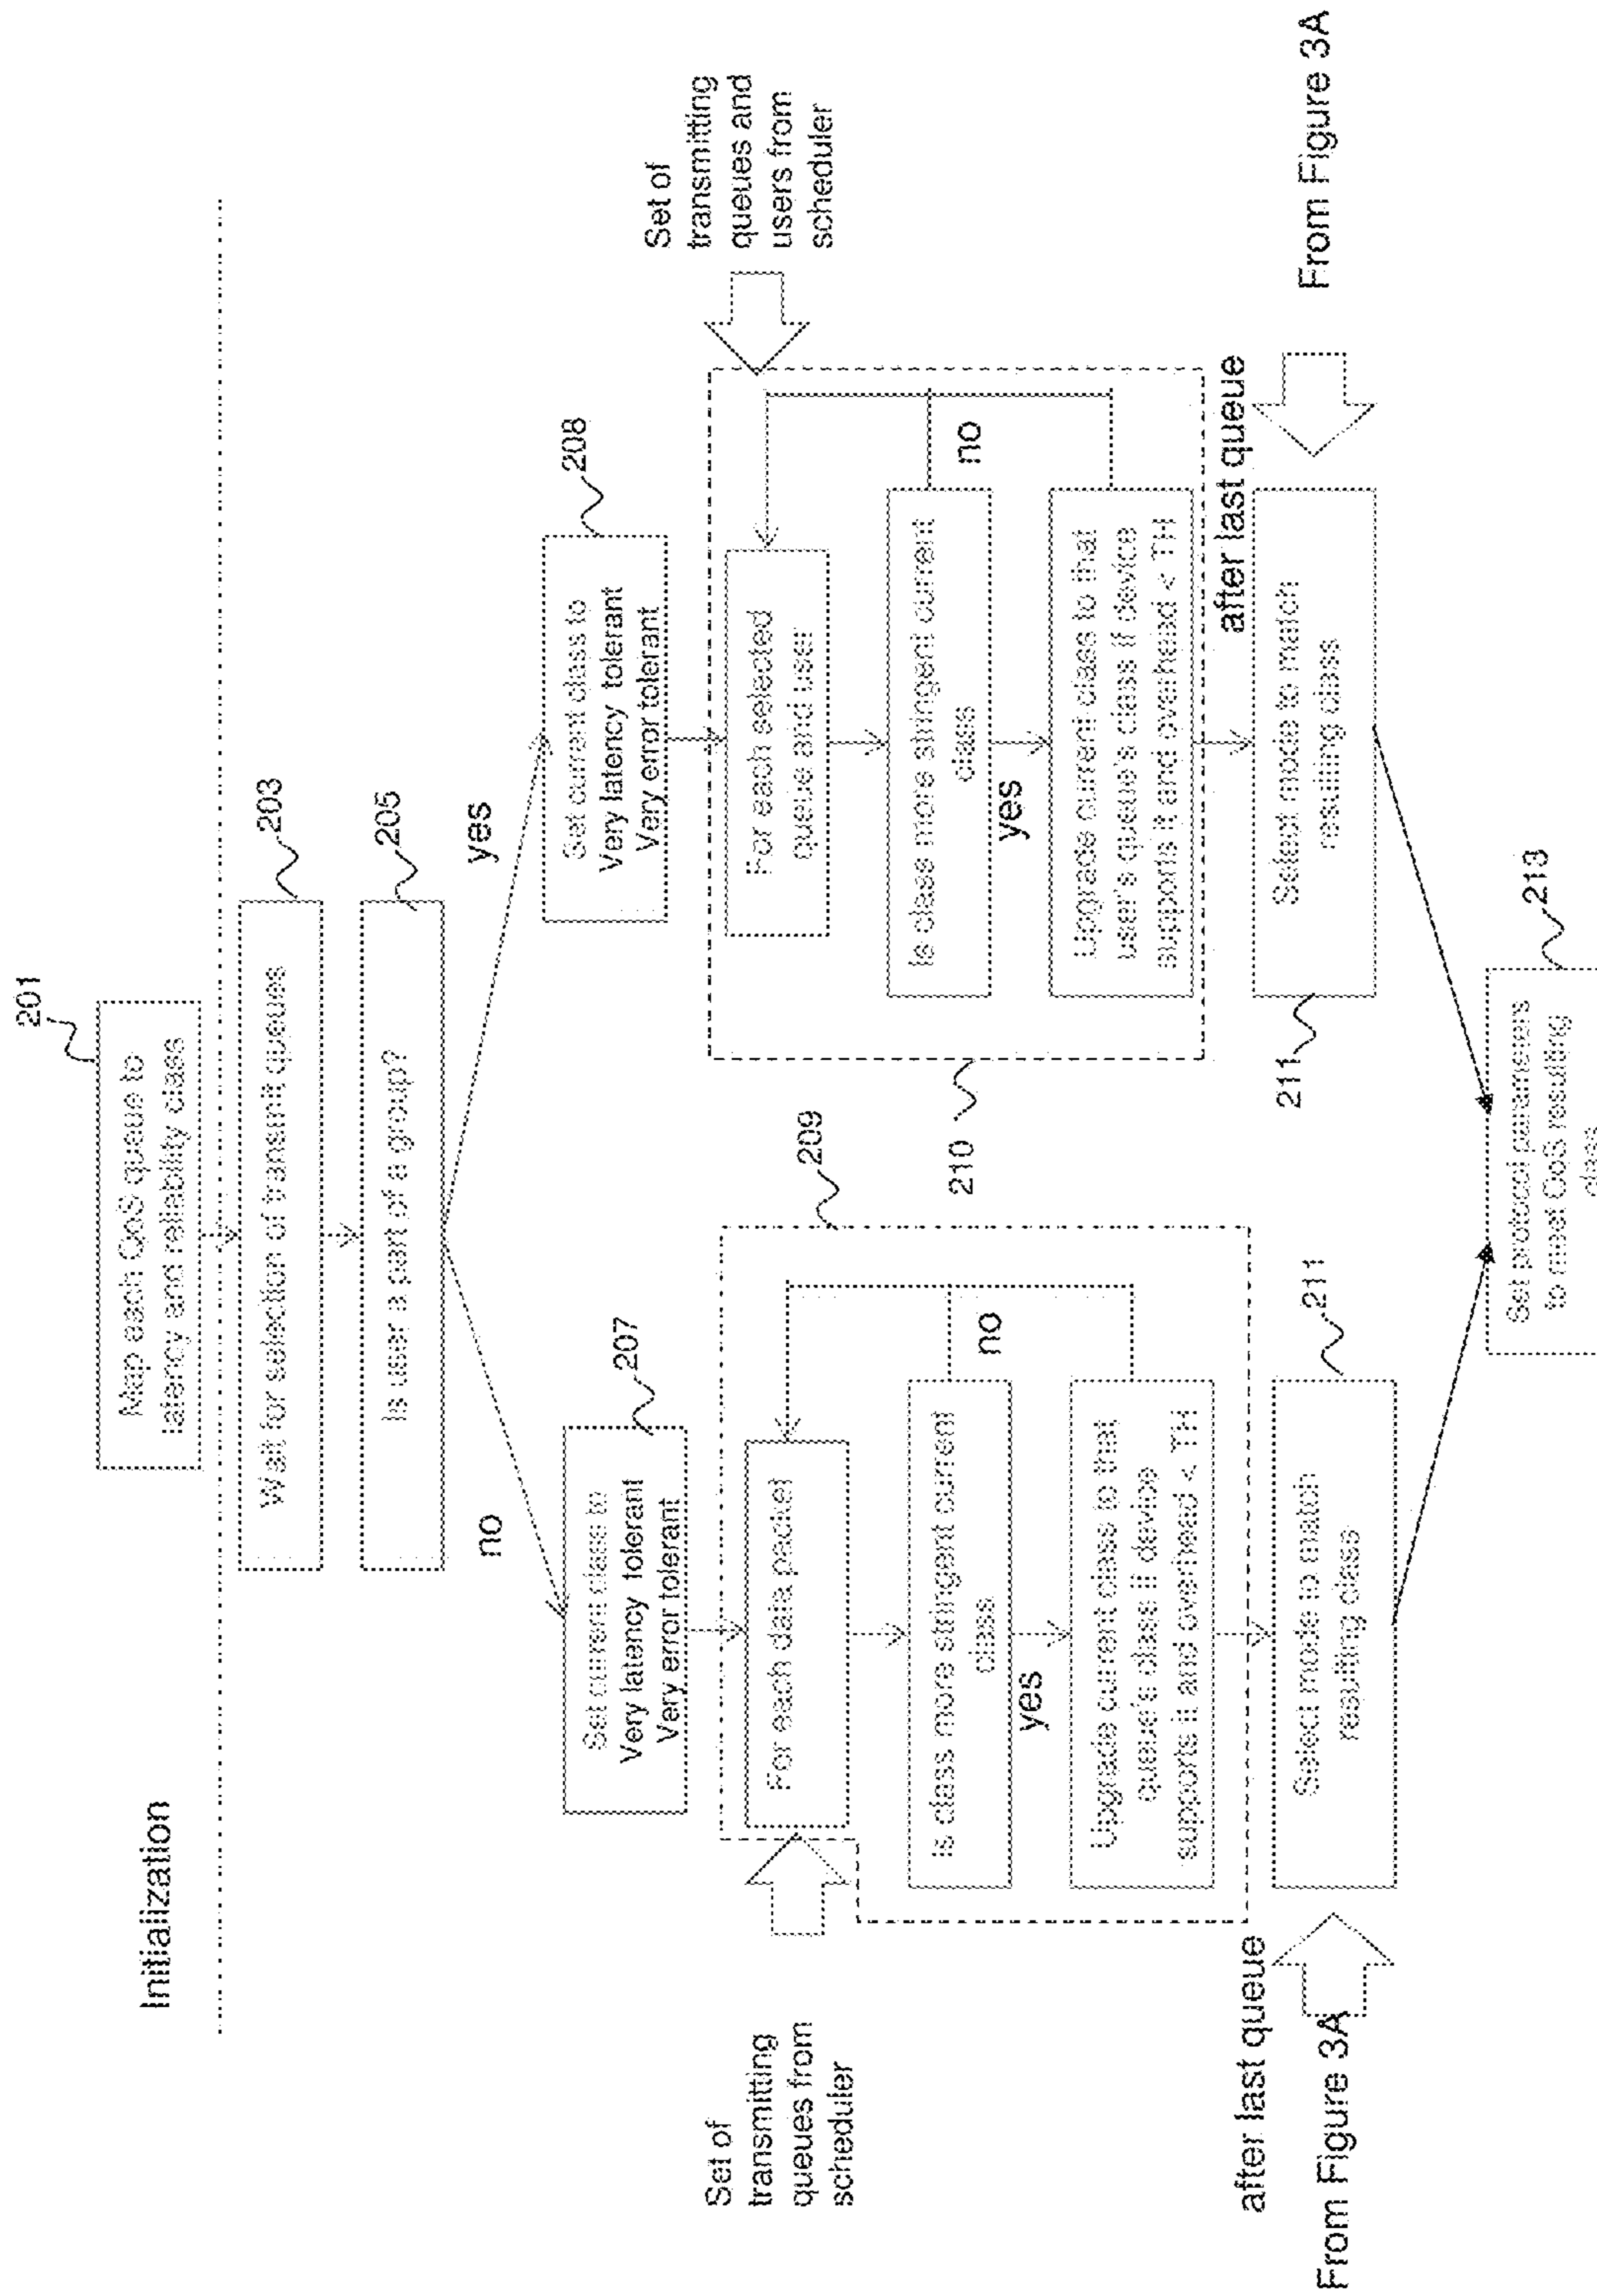 Initialization
201
Map each QoS queue to
latency and reliability class
203
Wait for selection of transmit queues
205
Is user a part of a group?
no
yes
207
Set current class to
Very latency tolerant
Very error tolerant
208
Set current class to
Very latency tolerant
Very error tolerant
Set of
transmitting
queues from
scheduler
209
For each data packet
Is class more stringent current
class
no
yes
Upgrade current class to that
queue's class if device
supports it and overhead < TH
after last queue
From Figure 3A
Select mode to match
resulting class
211
Set of
transmitting
queues and
users from
scheduler
210
For each selected
queue and user
Is class more stringent current
class
no
yes
Upgrade current class to that
user's queue's class if device
supports it and overhead < TH
after last queue
From Figure 3A
Select mode to match
resulting class
211
213
Set protocol parameters
to meet QoS resulting
class